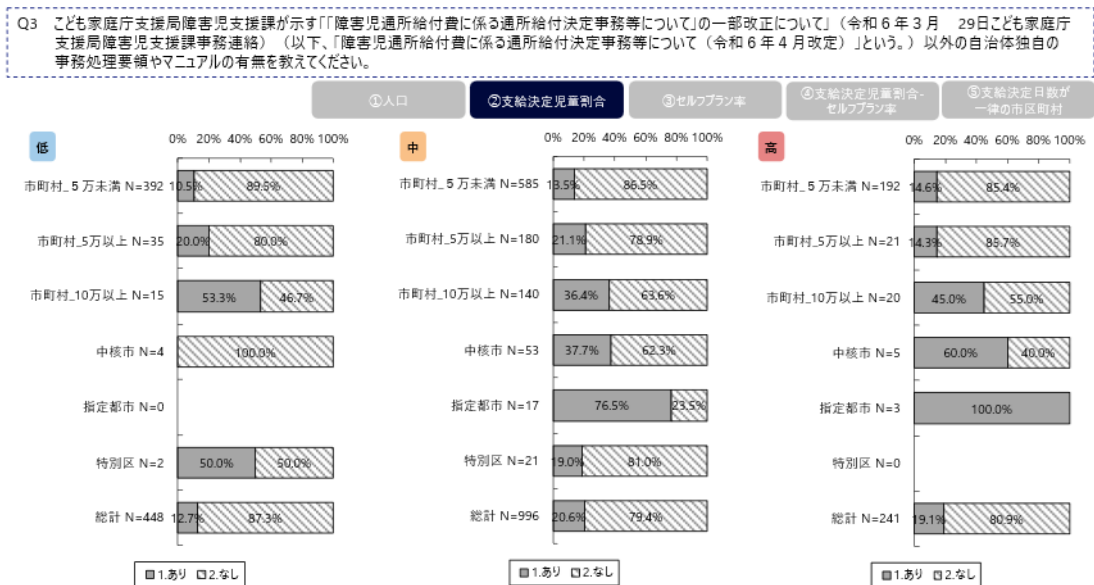 Q3 こども家庭庁支援局障害児支援課が示す「「障害児通所給付費に係る通所給付決定事務等について」の一部改正について」（令和６年３月　29日こども家庭庁
支援局障害児支援課事務連絡）（以下、「障害児通所給付費に係る通所給付決定事務等について（令和６年４月改定）」という。）以外の自治体独自の
事務処理要領やマニュアルの有無を教えてください。
①人口
②支給決定児童割合
③セルフプラン率
④支給決定児童割合-
セルフプラン率
⑤支給決定日数が
一律の市区町村
低
0% 20% 40% 60% 80% 100%
市町村_５万未満 N=392 10.5% 89.5%
市町村_5万以上 N=35 20.0% 80.0%
市町村_10万以上 N=15 53.3% 46.7%
中核市 N=4 100.0%
指定都市 N=0
特別区 N=2 50.0% 50.0%
総計 N=448 12.7% 87.3%
1.あり 2.なし
中
0% 20% 40% 60% 80% 100%
市町村_５万未満 N=585 13.5% 86.5%
市町村_5万以上 N=180 21.1% 78.9%
市町村_10万以上 N=140 36.4% 63.6%
中核市 N=53 37.7% 62.3%
指定都市 N=17 76.5% 23.5%
特別区 N=21 19.0% 81.0%
総計 N=996 20.6% 79.4%
1.あり 2.なし
高
0% 20% 40% 60% 80% 100%
市町村_５万未満 N=192 14.6% 85.4%
市町村_5万以上 N=21 14.3% 85.7%
市町村_10万以上 N=20 45.0% 55.0%
中核市 N=5 60.0% 40.0%
指定都市 N=3 100.0%
特別区 N=0
総計 N=241 19.1% 80.9%
1.あり 2.なし